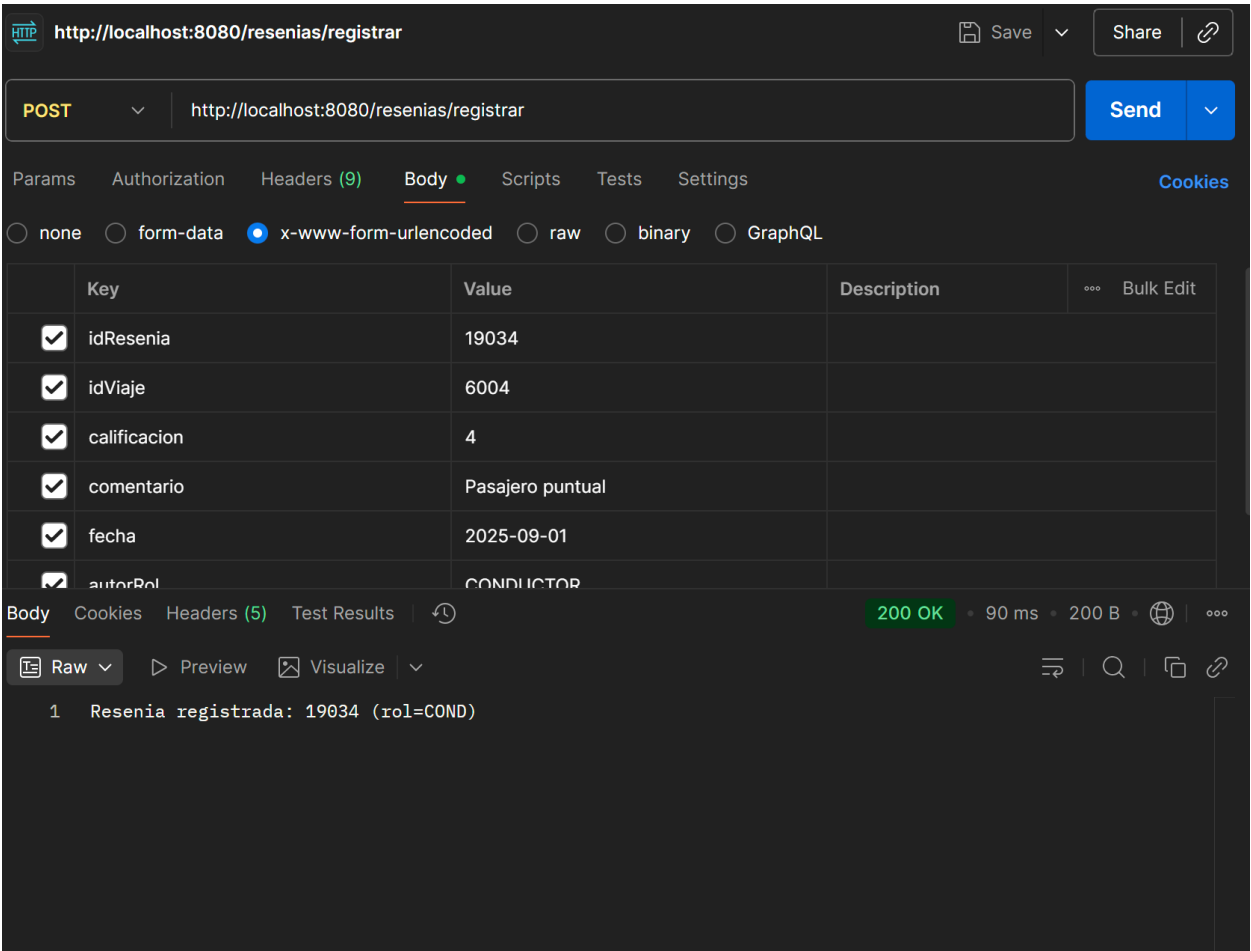 HTTP http://localhost:8080/resenias/registrar Save Share
POST http://localhost:8080/resenias/registrar Send
Params Authorization Headers (9) Body Scripts Tests Settings Cookies
none form-data x-www-form-urlencoded raw binary GraphQL
Key Value Description Bulk Edit
idResenia 19034
idViaje 6004
calificacion 4
comentario Pasajero puntual
fecha 2025-09-01
autorRol CONDUCTOR
Body Cookies Headers (5) Test Results 200 OK 90 ms 200 B
Raw Preview Visualize
1 Resenia registrada: 19034 (rol=COND)